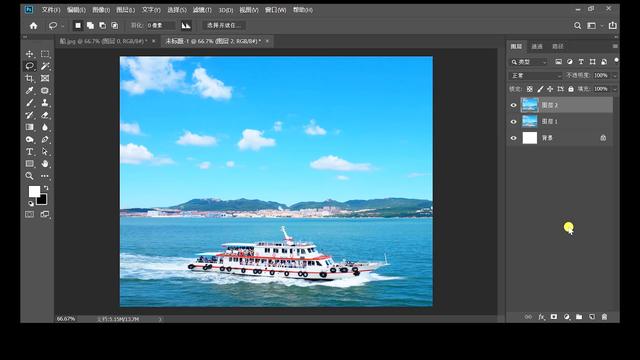 Ps 文件(F) 编辑(E) 图像(I) 图层(L) 文字(Y) 选择(S) 滤镜(T) 3D(D) 视图(V) 窗口(W) 帮助(H)
羽化: 0 像素 选择并遮住...
船.jpg @ 66.7% (图层 0, RGB/8#) * × 未标题-1 @ 66.7% (图层 2, RGB/8#) * ×
图层 通道 路径
类型
正常 不透明度: 100%
锁定: 填充: 100%
图层 2
图层 1
背景
66.67% 文档:5.15M/13.7M
fx